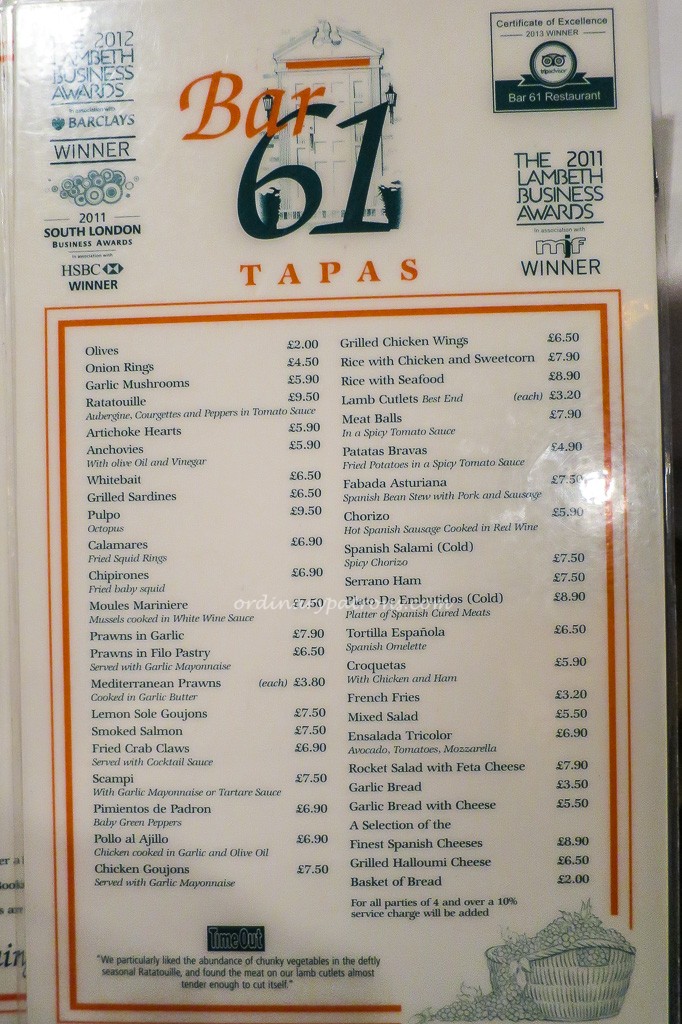 THE 2012
LAMBETH
BUSINESS
AWARDS
In association with
BARCLAYS
WINNER
2011
SOUTH LONDON
BUSINESS AWARDS
in association with
HSBC
WINNER
Bar
61
TAPAS
Certificate of Excellence
2013 WINNER
tripadvisor
Bar 61 Restaurant
THE 2011
LAMBETH
BUSINESS
AWARDS
In association with
mjf
WINNER
Olives £2.00
Onion Rings £4.50
Garlic Mushrooms £5.90
Ratatouille £9.50
Aubergine, Courgettes and Peppers in Tomato Sauce
Artichoke Hearts £5.90
Anchovies £5.90
With olive Oil and Vinegar
Whitebait £6.50
Grilled Sardines £6.50
Pulpo £9.50
Octopus
Calamares £6.90
Fried Squid Rings
Chipirones £6.90
Fried baby squid
Moules Mariniere £7.50
Mussels cooked in White Wine Sauce
Prawns in Garlic £7.90
Prawns in Filo Pastry £6.50
Served with Garlic Mayonnaise
Mediterranean Prawns (each) £3.80
Cooked in Garlic Butter
Lemon Sole Goujons £7.50
Smoked Salmon £7.50
Fried Crab Claws £6.90
Served with Cocktail Sauce
Scampi £7.50
With Garlic Mayonnaise or Tartare Sauce
Pimientos de Padron £6.90
Baby Green Peppers
Pollo al Ajillo £6.90
Chicken cooked in Garlic and Olive Oil
Chicken Goujons £7.50
Served with Garlic Mayonnaise
Grilled Chicken Wings £6.50
Rice with Chicken and Sweetcorn £7.90
Rice with Seafood £8.90
Lamb Cutlets Best End (each) £3.20
Meat Balls £7.90
In a Spicy Tomato Sauce
Patatas Bravas £4.90
Fried Potatoes in a Spicy Tomato Sauce
Fabada Asturiana £7.50
Spanish Bean Stew with Pork and Sausage
Chorizo £5.90
Hot Spanish Sausage Cooked in Red Wine
Spanish Salami (Cold)
Spicy Chorizo £7.50
Serrano Ham £7.50
Plato De Embutidos (Cold) £8.90
Platter of Spanish Cured Meats
Tortilla Española £6.50
Spanish Omelette
Croquetas £5.90
With Chicken and Ham
French Fries £3.20
Mixed Salad £5.50
Ensalada Tricolor £6.90
Avocado, Tomatoes, Mozzarella
Rocket Salad with Feta Cheese £7.90
Garlic Bread £3.50
Garlic Bread with Cheese £5.50
A Selection of the
Finest Spanish Cheeses £8.90
Grilled Halloumi Cheese £6.50
Basket of Bread £2.00
For all parties of 4 and over a 10%
service charge will be added
TimeOut
"We particularly liked the abundance of chunky vegetables in the deftly
seasonal Ratatouille, and found the meat on our lamb cutlets almost
tender enough to cut itself."